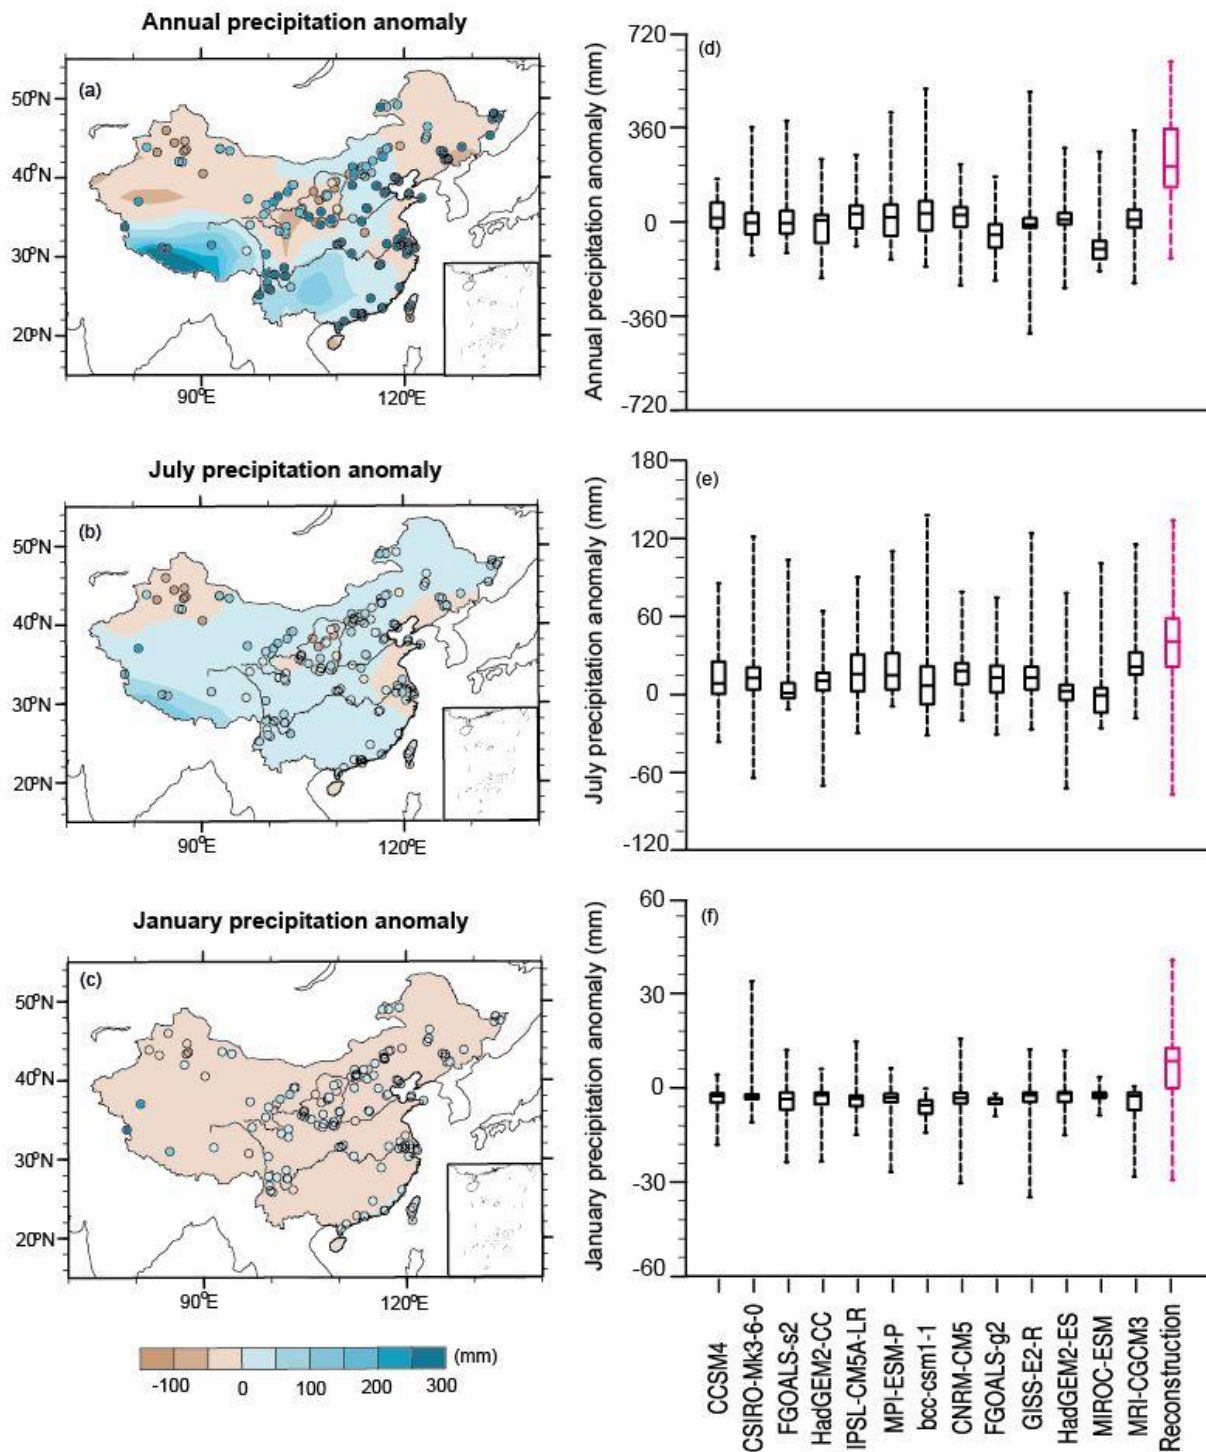 Annual precipitation anomaly
(a)
50°N
40°N
30°N
20°N
90°E
120°E
July precipitation anomaly
(b)
50°N
40°N
30°N
20°N
90°E
120°E
January precipitation anomaly
(c)
50°N
40°N
30°N
20°N
90°E
120°E
(mm)
-100
0
100
200
300
(d)
Annual precipitation anomaly (mm)
720
360
0
-360
-720
(e)
July precipitation anomaly (mm)
180
120
60
0
-60
-120
(f)
January precipitation anomaly (mm)
60
30
0
-30
-60
CCSM4
CSIRO-Mk3-6-0
FGOALS-s2
HadGEM2-CC
IPSL-CM5A-LR
MPI-ESM-P
bcc-csm1-1
CNRM-CM5
FGOALS-g2
GISS-E2-R
HadGEM2-ES
MIROC-ESM
MRI-CGCM3
Reconstruction